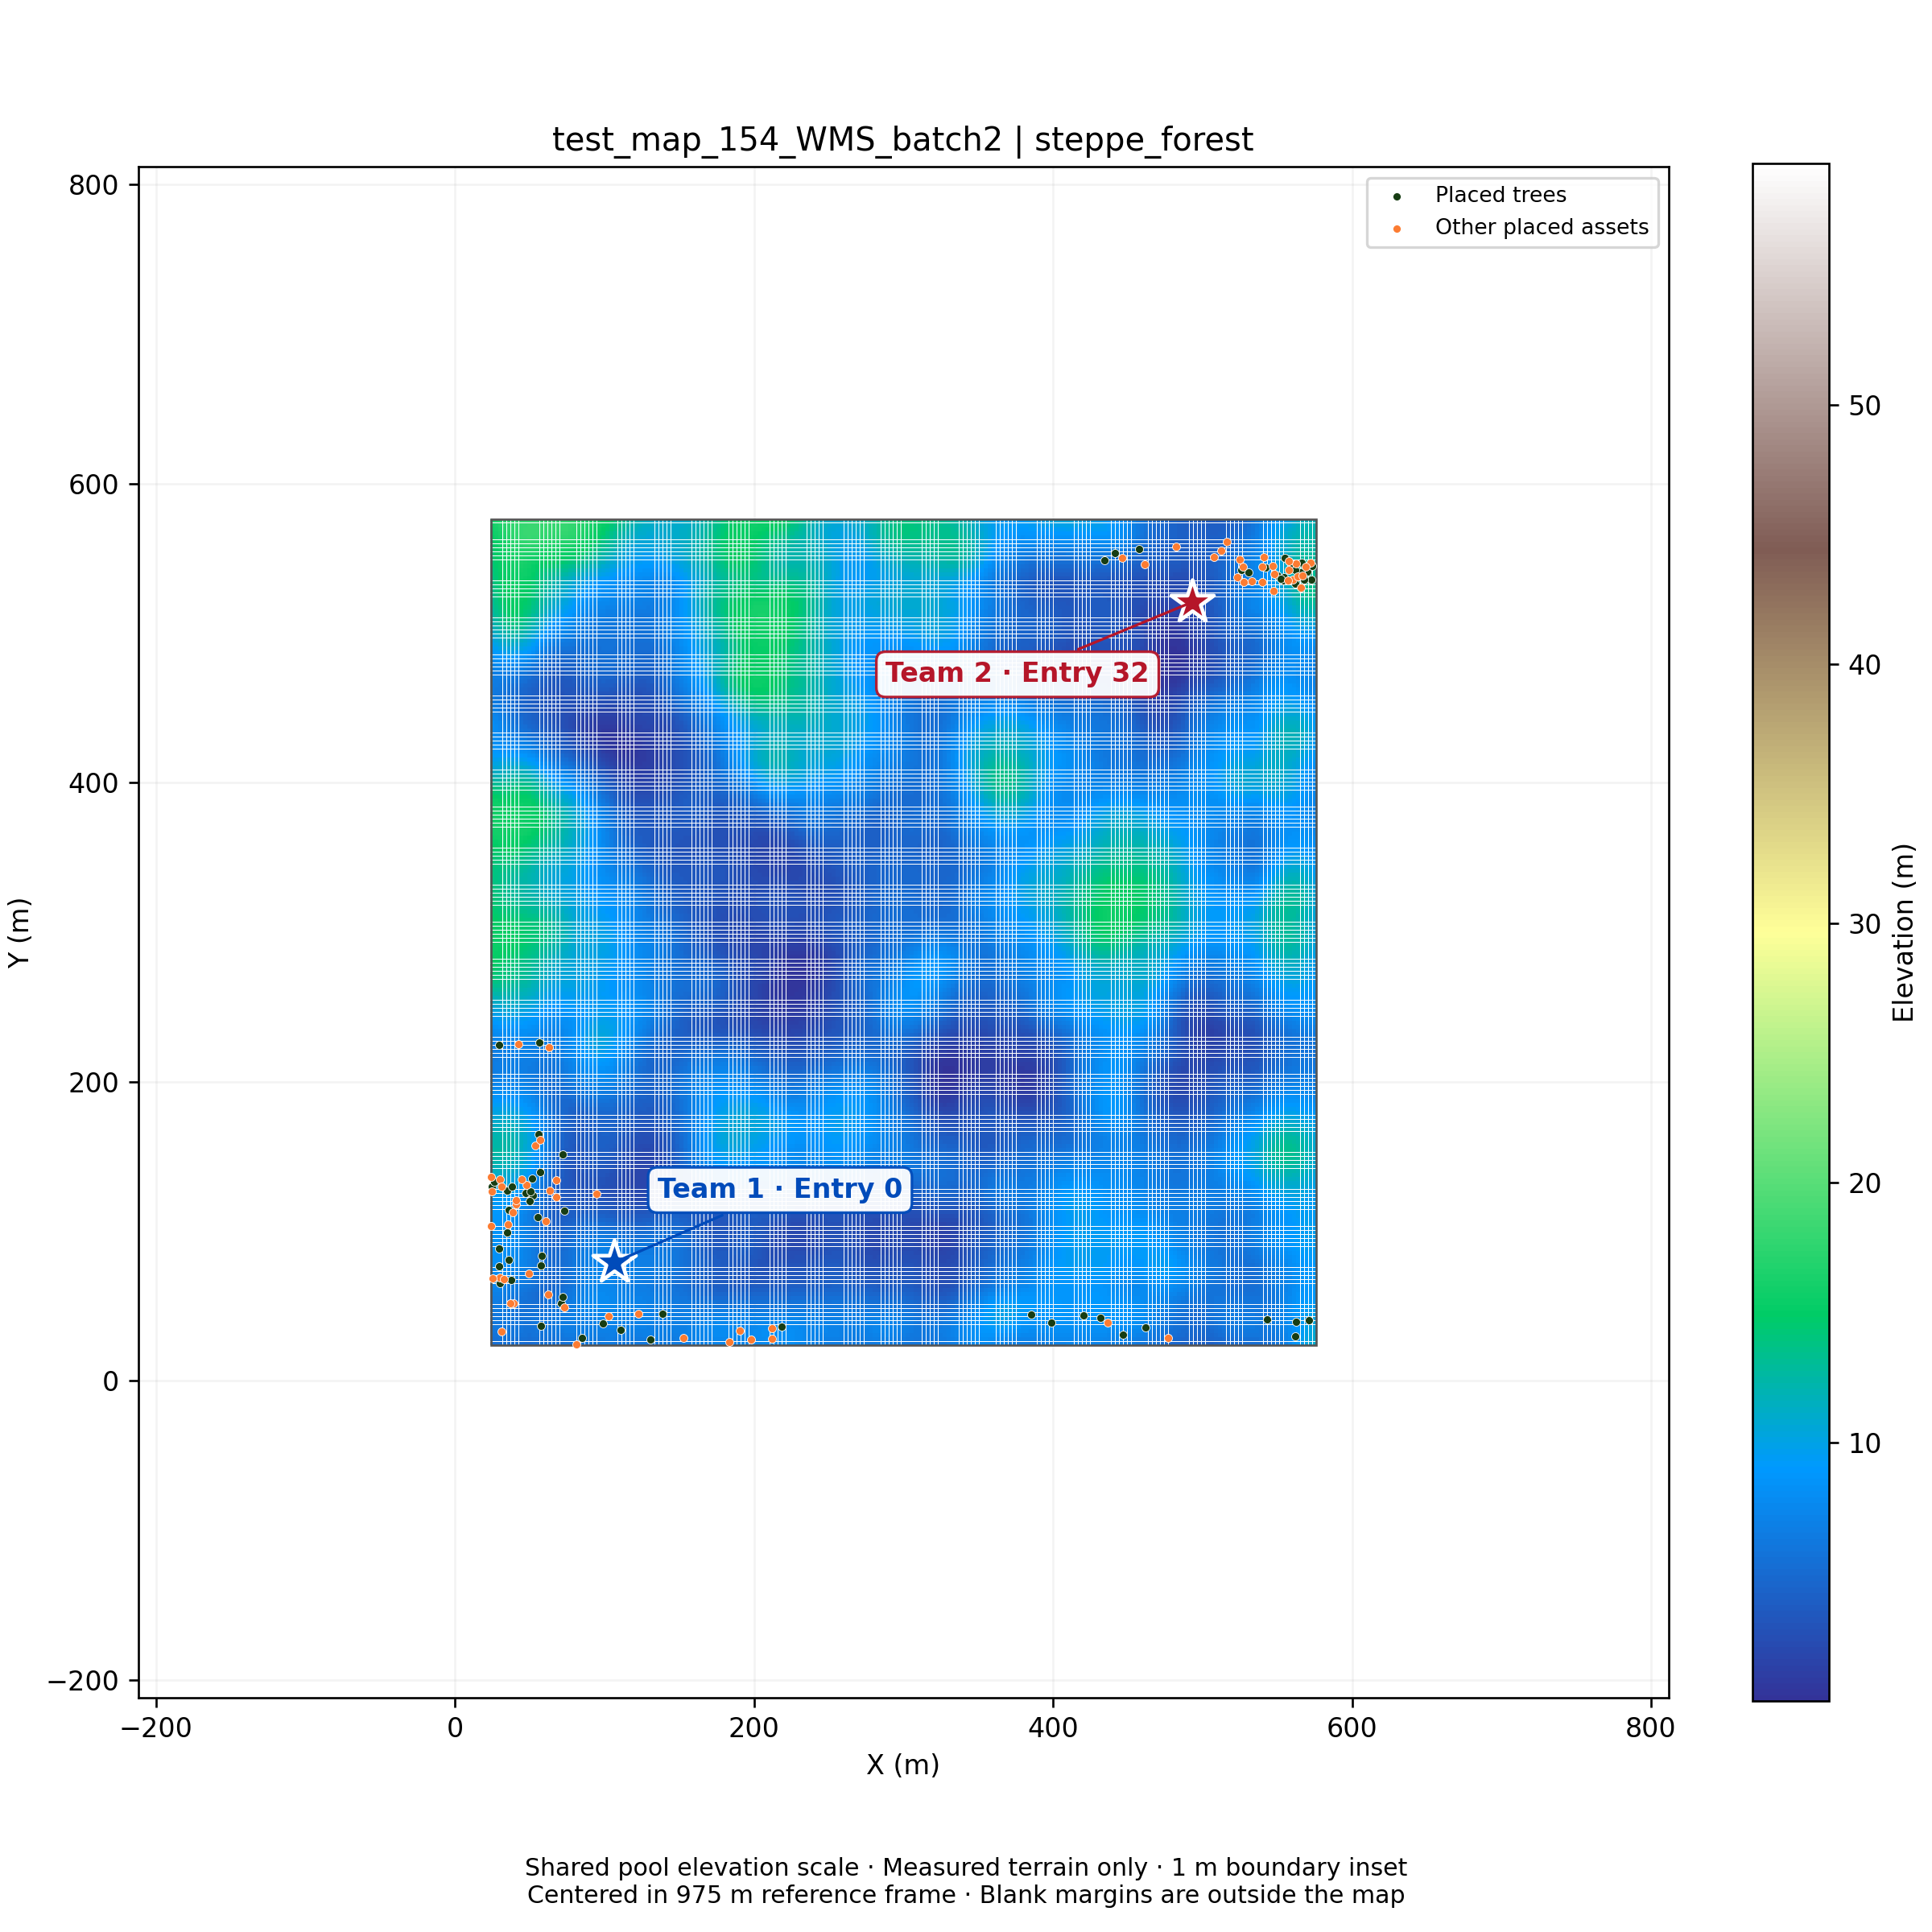 test_map_154_WMS_batch2 | steppe_forest
Placed trees
Other placed assets
800
600
400
200
0
−200
Y (m)
Team 2 · Entry 32
Team 1 · Entry 0
−200
0
200
400
600
800
X (m)
50
40
30
20
10
Elevation (m)
Shared pool elevation scale · Measured terrain only · 1 m boundary inset
Centered in 975 m reference frame · Blank margins are outside the map